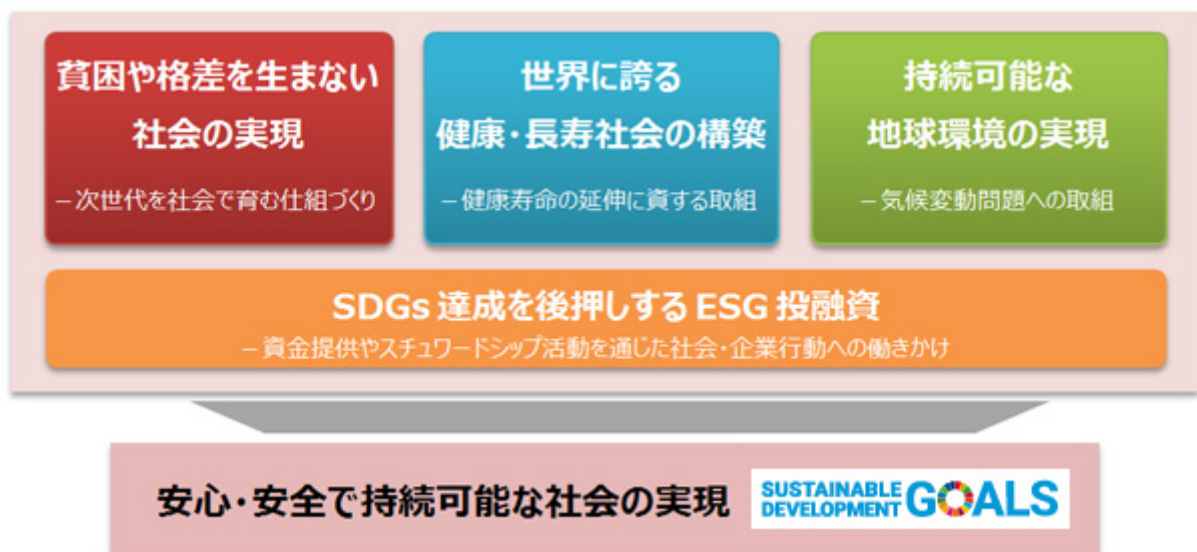 貧困や格差を生まない
社会の実現
－次世代を社会で育む仕組づくり
世界に誇る
健康・長寿社会の構築
－健康寿命の延伸に資する取組
持続可能な
地球環境の実現
－気候変動問題への取組
SDGs 達成を後押しする ESG 投融資
－資金提供やスチュワードシップ活動を通じた社会・企業行動への働きかけ
安心・安全で持続可能な社会の実現
SUSTAINABLE
DEVELOPMENT
GOALS